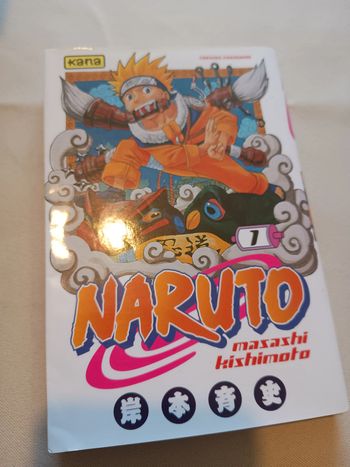 kana
1
NARUTO
masashi
kishimoto
岸本斉史